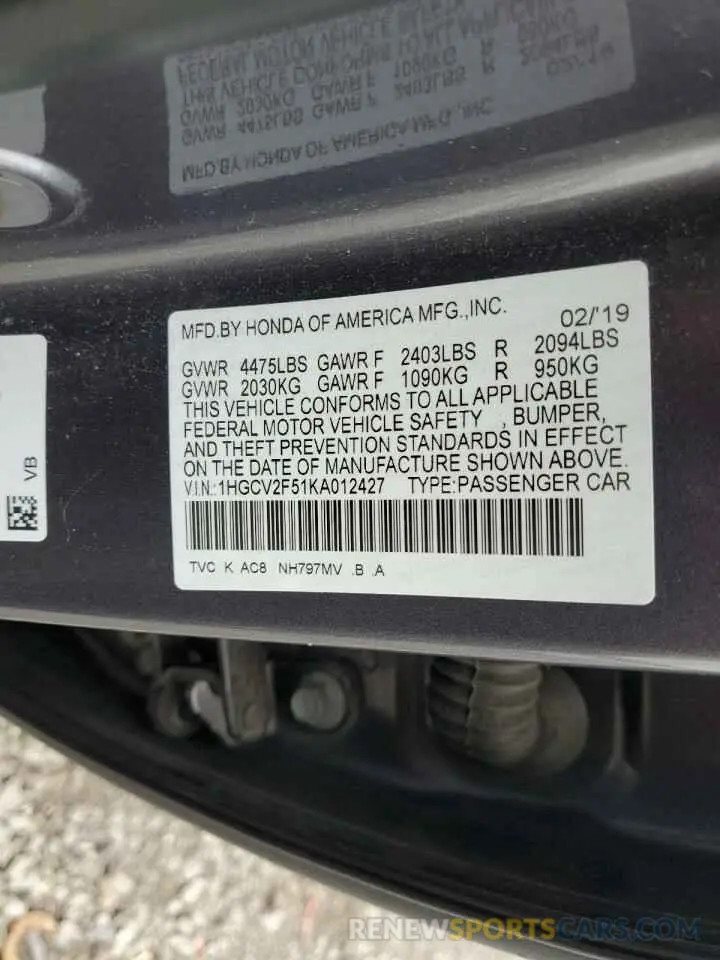 MFD.BY HONDA OF AMERICA MFG.,INC. 02/'19
GVWR 4475LBS GAWR F 2403LBS R 2094LBS
GVWR 2030KG GAWR F 1090KG R 950KG
THIS VEHICLE CONFORMS TO ALL APPLICABLE
FEDERAL MOTOR VEHICLE SAFETY , BUMPER,
AND THEFT PREVENTION STANDARDS IN EFFECT
ON THE DATE OF MANUFACTURE SHOWN ABOVE.
V.I.N.:1HGCV2F51KA012427 TYPE:PASSENGER CAR
TVC K AC8 NH797MV .B .A
VB
RENEWSPORTCARS.COM